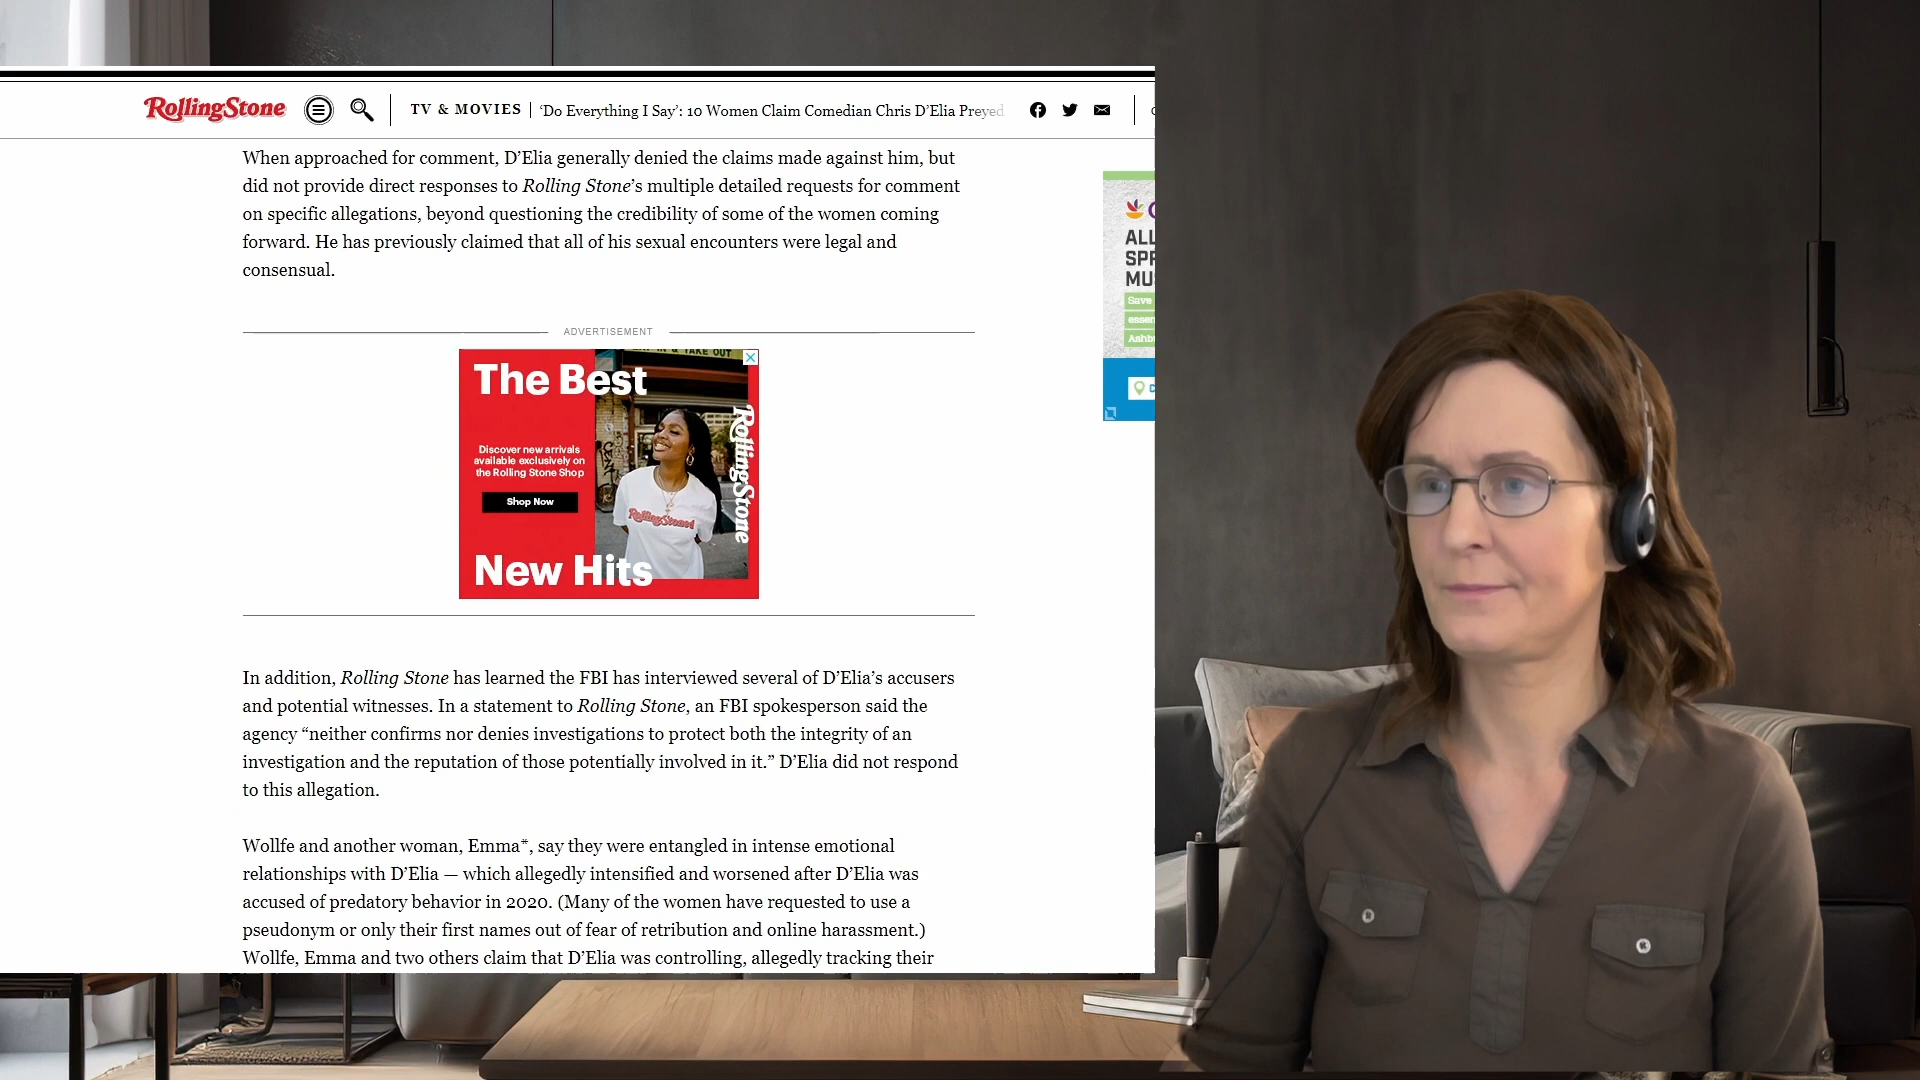 RollingStone
TV & MOVIES
‘Do Everything I Say’: 10 Women Claim Comedian Chris D’Elia Preyed
When approached for comment, D’Elia generally denied the claims made against him, but
did not provide direct responses to Rolling Stone’s multiple detailed requests for comment
on specific allegations, beyond questioning the credibility of some of the women coming
forward. He has previously claimed that all of his sexual encounters were legal and
consensual.
ADVERTISEMENT
The Best
Discover new arrivals
available exclusively on
the Rolling Stone Shop
Shop Now
New Hits
RollingStone
RollingStone
ALL
Save
In addition, Rolling Stone has learned the FBI has interviewed several of D’Elia’s accusers
and potential witnesses. In a statement to Rolling Stone, an FBI spokesperson said the
agency “neither confirms nor denies investigations to protect both the integrity of an
investigation and the reputation of those potentially involved in it.” D’Elia did not respond
to this allegation.
Wollfe and another woman, Emma*, say they were entangled in intense emotional
relationships with D’Elia — which allegedly intensified and worsened after D’Elia was
accused of predatory behavior in 2020. (Many of the women have requested to use a
pseudonym or only their first names out of fear of retribution and online harassment.)
Wollfe, Emma and two others claim that D’Elia was controlling, allegedly tracking their